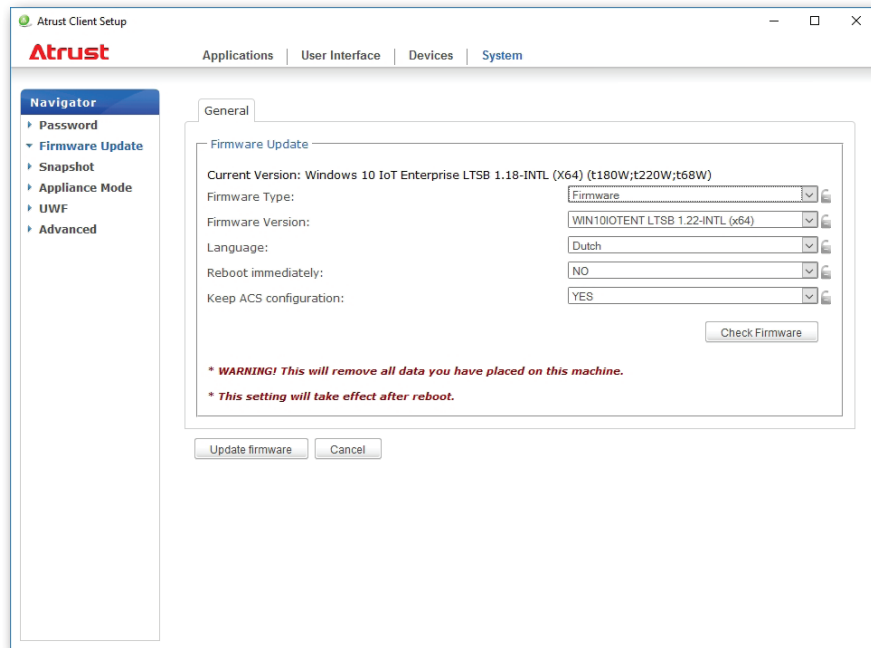 Atrust Client Setup
Atrust
Applications | User Interface | Devices | System
Navigator
Password
Firmware Update
Snapshot
Appliance Mode
UWF
Advanced
General
Firmware Update
Current Version: Windows 10 IoT Enterprise LTSB 1.18-INTL (X64) (t180W;t220W;t68W)
Firmware Type: Firmware
Firmware Version: WIN10IOTENT LTSB 1.22-INTL (x64)
Language: Dutch
Reboot immediately: NO
Keep ACS configuration: YES
Check Firmware
* WARNING! This will remove all data you have placed on this machine.
* This setting will take effect after reboot.
Update firmware Cancel